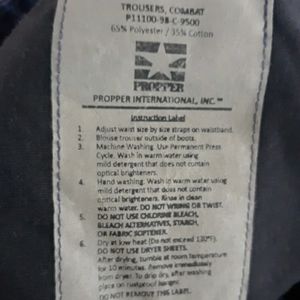 TROUSERS, COMBAT
P11100-98-C-9500
65% Polyester / 35% Cotton
PROPPER
PROPPER INTERNATIONAL, INC.™
Instruction Label
1. Adjust waist size by size straps on waistband.
2. Blouse trouser outside of boots.
3. Machine Washing. Use Permanent Press
Cycle. Wash in warm water using
mild detergent that does not contain
optical brighteners.
4. Hand washing. Wash in warm water using
mild detergent that does not contain
optical brighteners. Rinse in clean
warm water. DO NOT WRING OR TWIST.
5. DO NOT USE CHLORINE BLEACH,
BLEACH ALTERNATIVES, STARCH,
OR FABRIC SOFTENER.
6. Dry at low heat (Do not exceed 130°F).
DO NOT USE DRYER SHEETS.
After drying, tumble at room temperature
for 10 minutes. Remove immediately
from dryer. To drip dry, after washing
place on rustproof hanger.
DO NOT REMOVE THIS LABEL